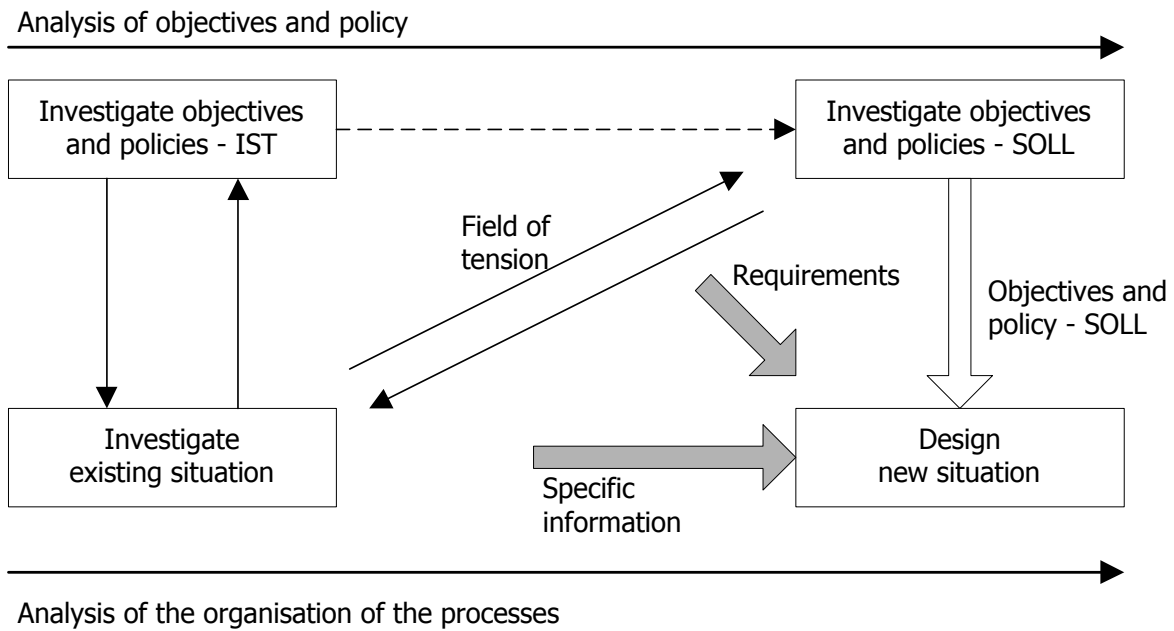 Analysis of objectives and policy
Investigate objectives
and policies - IST
Investigate objectives
and policies - SOLL
Field of
tension
Requirements
Objectives and
policy - SOLL
Investigate
existing situation
Specific
information
Design
new situation
Analysis of the organisation of the processes